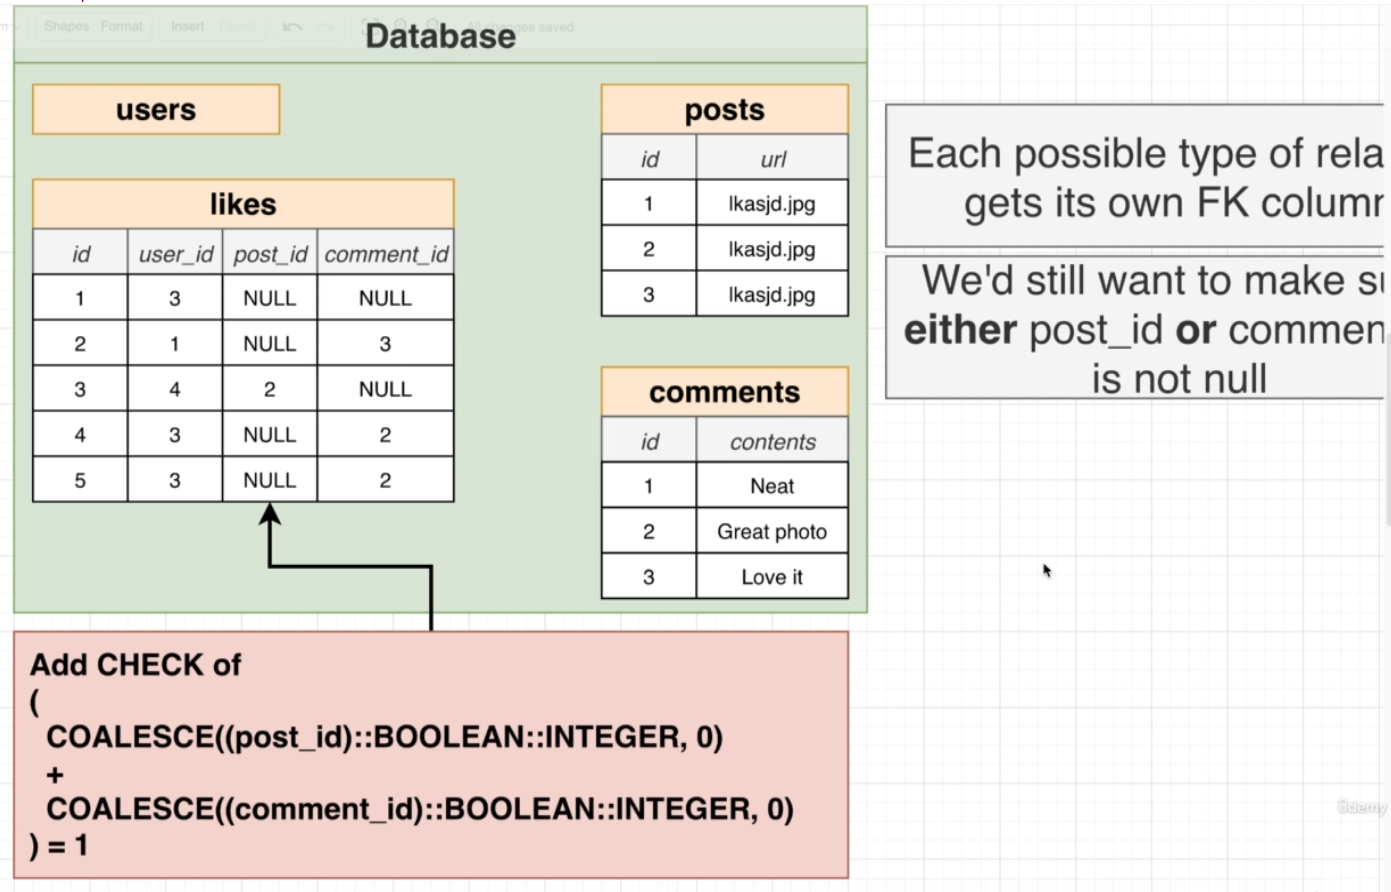 Shapes Format Insert Delete All changes saved
Database
users
likes
id user_id post_id comment_id
1 3 NULL NULL
2 1 NULL 3
3 4 2 NULL
4 3 NULL 2
5 3 NULL 2
posts
id url
1 lkasjd.jpg
2 lkasjd.jpg
3 lkasjd.jpg
comments
id contents
1 Neat
2 Great photo
3 Love it
Each possible type of rela
gets its own FK column
We'd still want to make su
either post_id or commen
is not null
Add CHECK of
(
COALESCE((post_id)::BOOLEAN::INTEGER, 0)
+
COALESCE((comment_id)::BOOLEAN::INTEGER, 0)
) = 1
ûdemy